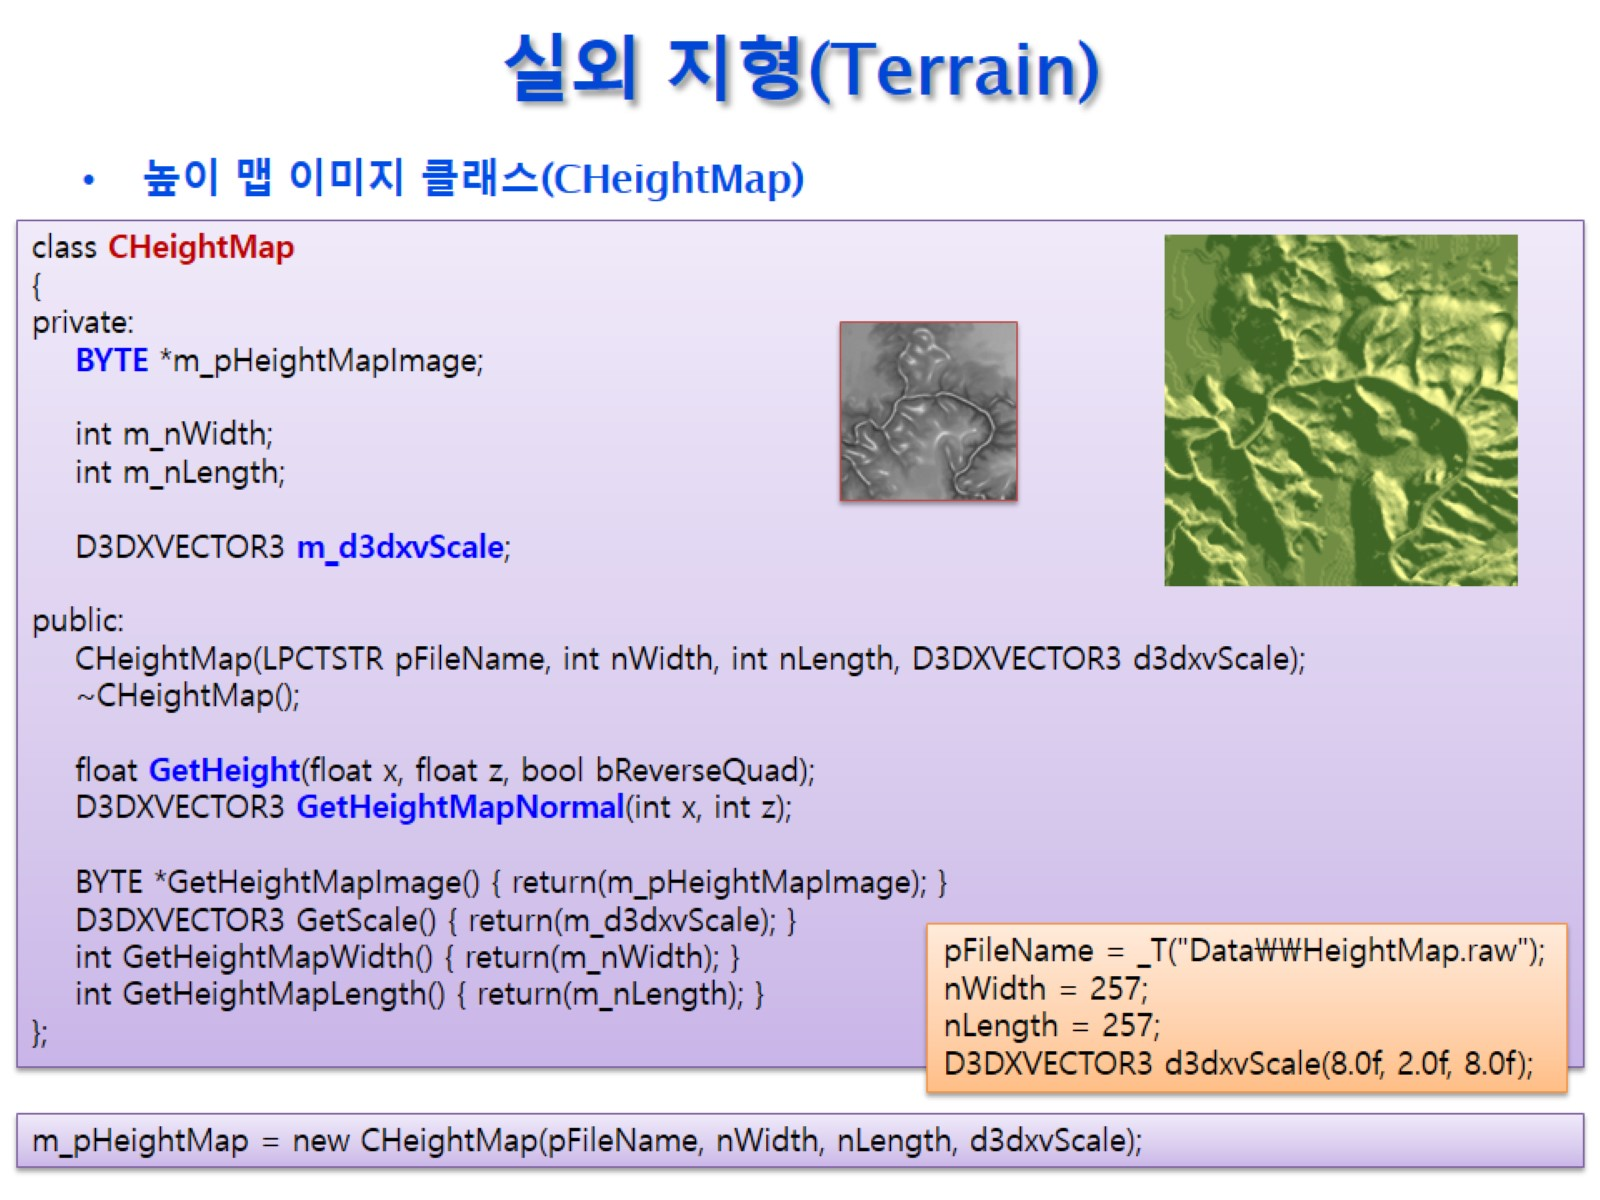 실외 지형(Terrain)
• 높이 맵 이미지 클래스(CHeightMap)
class CHeightMap
{
private:
BYTE *m_pHeightMapImage;
int m_nWidth;
int m_nLength;
D3DXVECTOR3 m_d3dxvScale;
public:
CHeightMap(LPCTSTR pFileName, int nWidth, int nLength, D3DXVECTOR3 d3dxvScale);
~CHeightMap();
float GetHeight(float x, float z, bool bReverseQuad);
D3DXVECTOR3 GetHeightMapNormal(int x, int z);
BYTE *GetHeightMapImage() { return(m_pHeightMapImage); }
D3DXVECTOR3 GetScale() { return(m_d3dxvScale); }
int GetHeightMapWidth() { return(m_nWidth); }
int GetHeightMapLength() { return(m_nLength); }
};
pFileName = _T("Data₩₩HeightMap.raw");
nWidth = 257;
nLength = 257;
D3DXVECTOR3 d3dxvScale(8.0f, 2.0f, 8.0f);
m_pHeightMap = new CHeightMap(pFileName, nWidth, nLength, d3dxvScale);